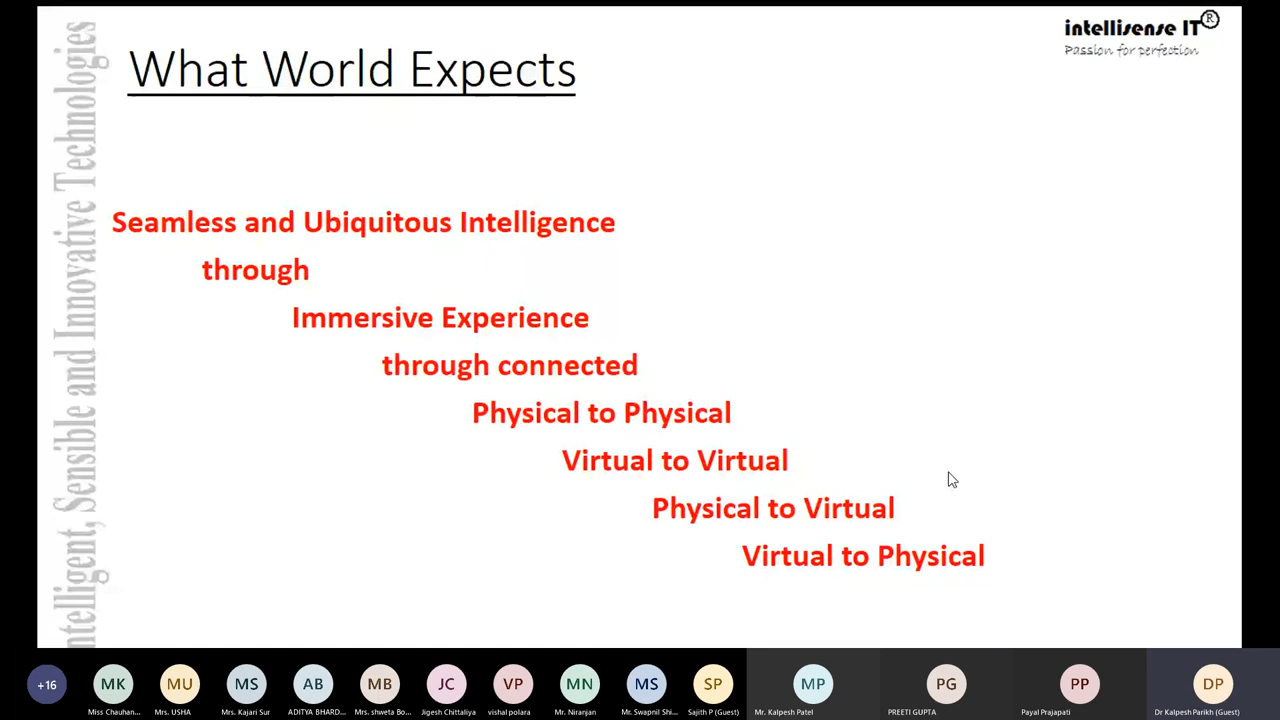 What World Expects
intellisense IT®
Passion for perfection
ntelligent, Sensible and Innovative Technologies
Seamless and Ubiquitous Intelligence
through
Immersive Experience
through connected
Physical to Physical
Virtual to Virtual
Physical to Virtual
Virtual to Physical
+16
MK
MU
MS
AB
MB
JC
VP
MN
MS
SP
MP
PG
PP
DP
Miss Chauhan...
Mrs. USHA
Mrs. Kajari Sur
ADITYA BHARD...
Mrs. shweta Bo...
Jigesh Chittaliya
vishal polara
Mr. Niranjan
Mr. Swapnil Shi...
Sajith P (Guest)
Mr. Kalpesh Patel
PREETI GUPTA
Payal Prajapati
Dr Kalpesh Parikh (Guest)